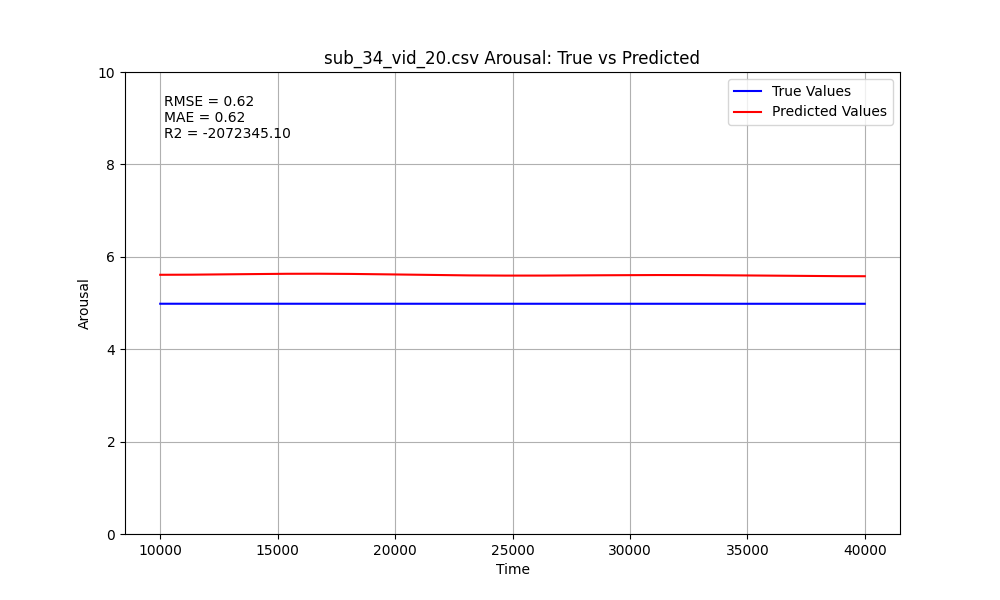 sub_34_vid_20.csv Arousal: True vs Predicted
RMSE = 0.62
MAE = 0.62
R2 = -2072345.10
True Values
Predicted Values
Arousal
10
8
6
4
2
0
10000 15000 20000 25000 30000 35000 40000
Time